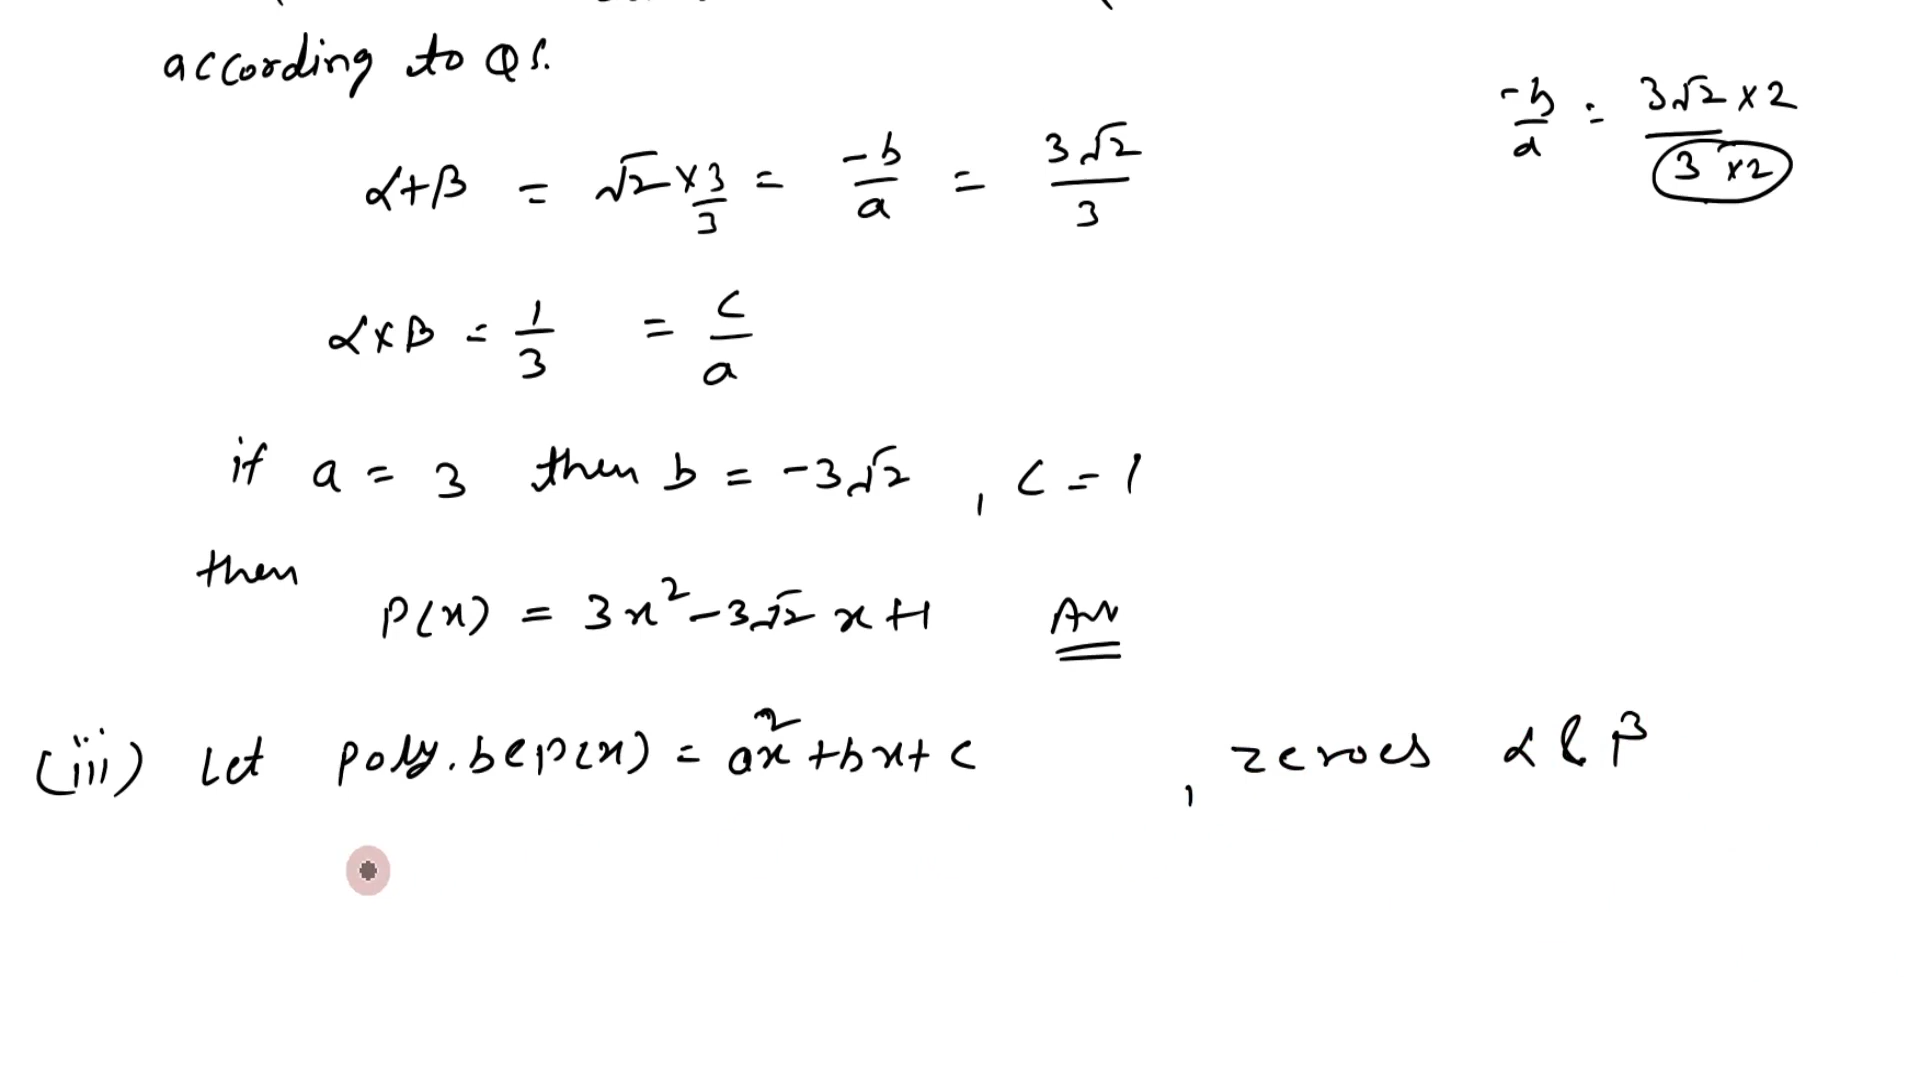 according to Qs.
-b/a = 3√2 × 2 / 3 × 2
α+β = √2 × 3/3 = -b/a = 3√2/3
α×β = 1/3 = c/a
if a = 3 then b = -3√2 , c = 1
then
P(x) = 3x² - 3√2 x + 1 Ans
(iii) Let poly. be p(x) = ax² + bx + c , zeroes α & β